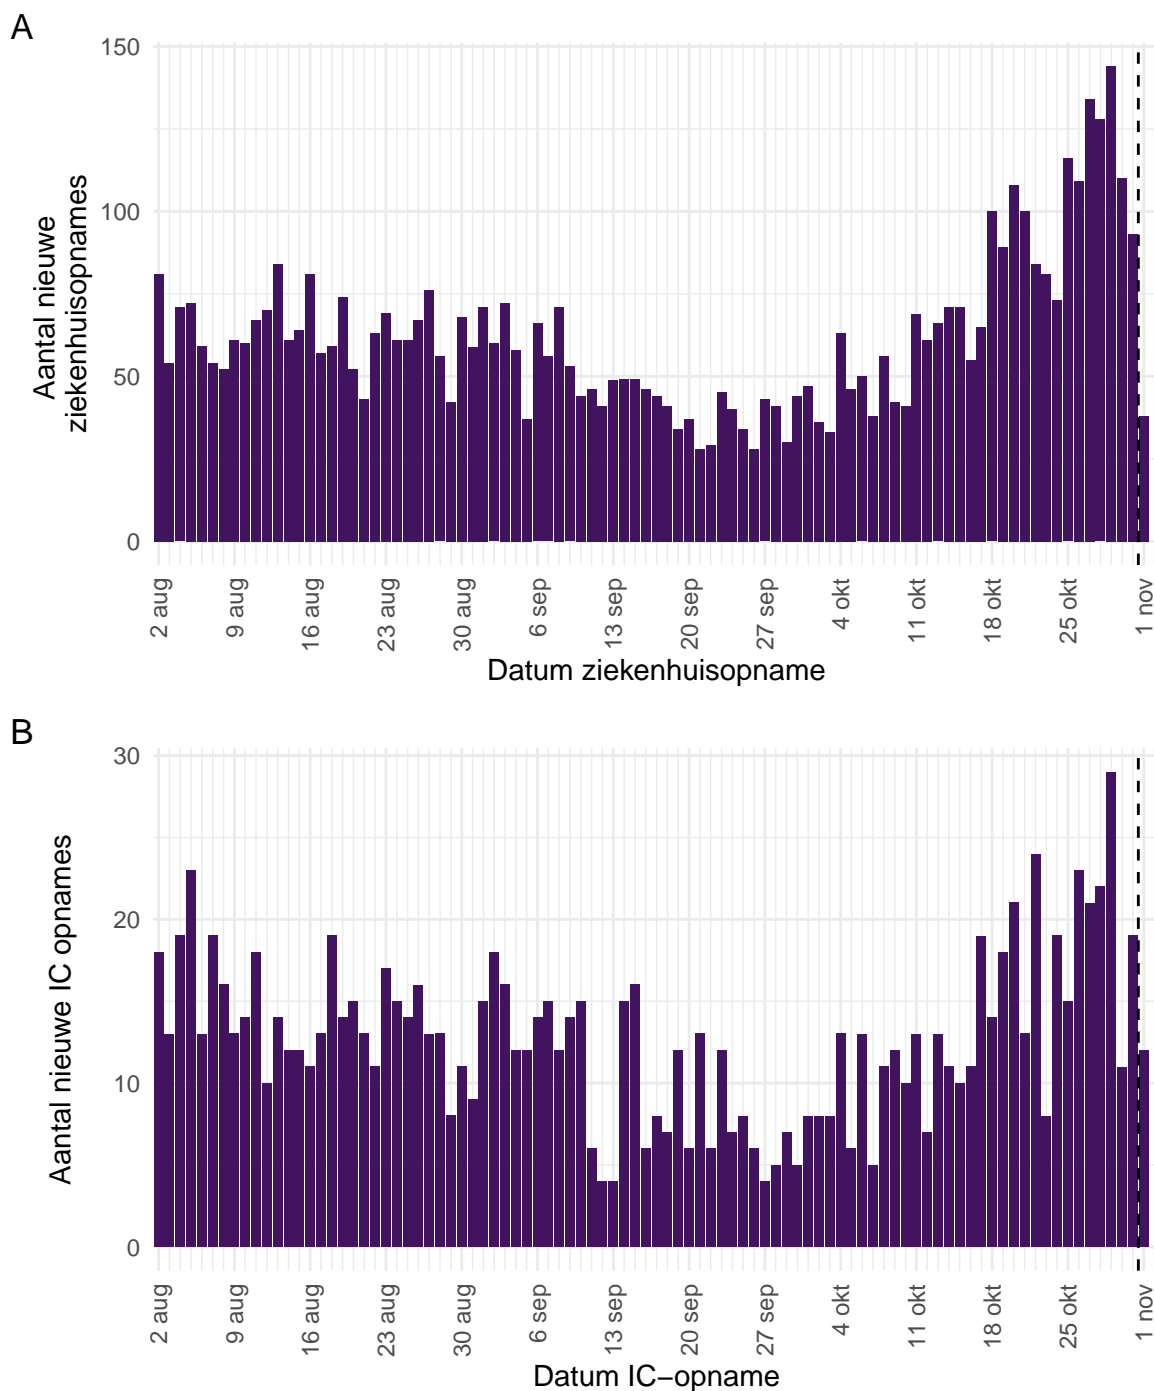 A
150
100
50
0
Aantal nieuwe
ziekenhuisopnames
2 aug
9 aug
16 aug
23 aug
30 aug
6 sep
13 sep
20 sep
27 sep
4 okt
11 okt
18 okt
25 okt
1 nov
Datum ziekenhuisopname
B
30
20
10
0
Aantal nieuwe IC opnames
2 aug
9 aug
16 aug
23 aug
30 aug
6 sep
13 sep
20 sep
27 sep
4 okt
11 okt
18 okt
25 okt
1 nov
Datum IC−opname